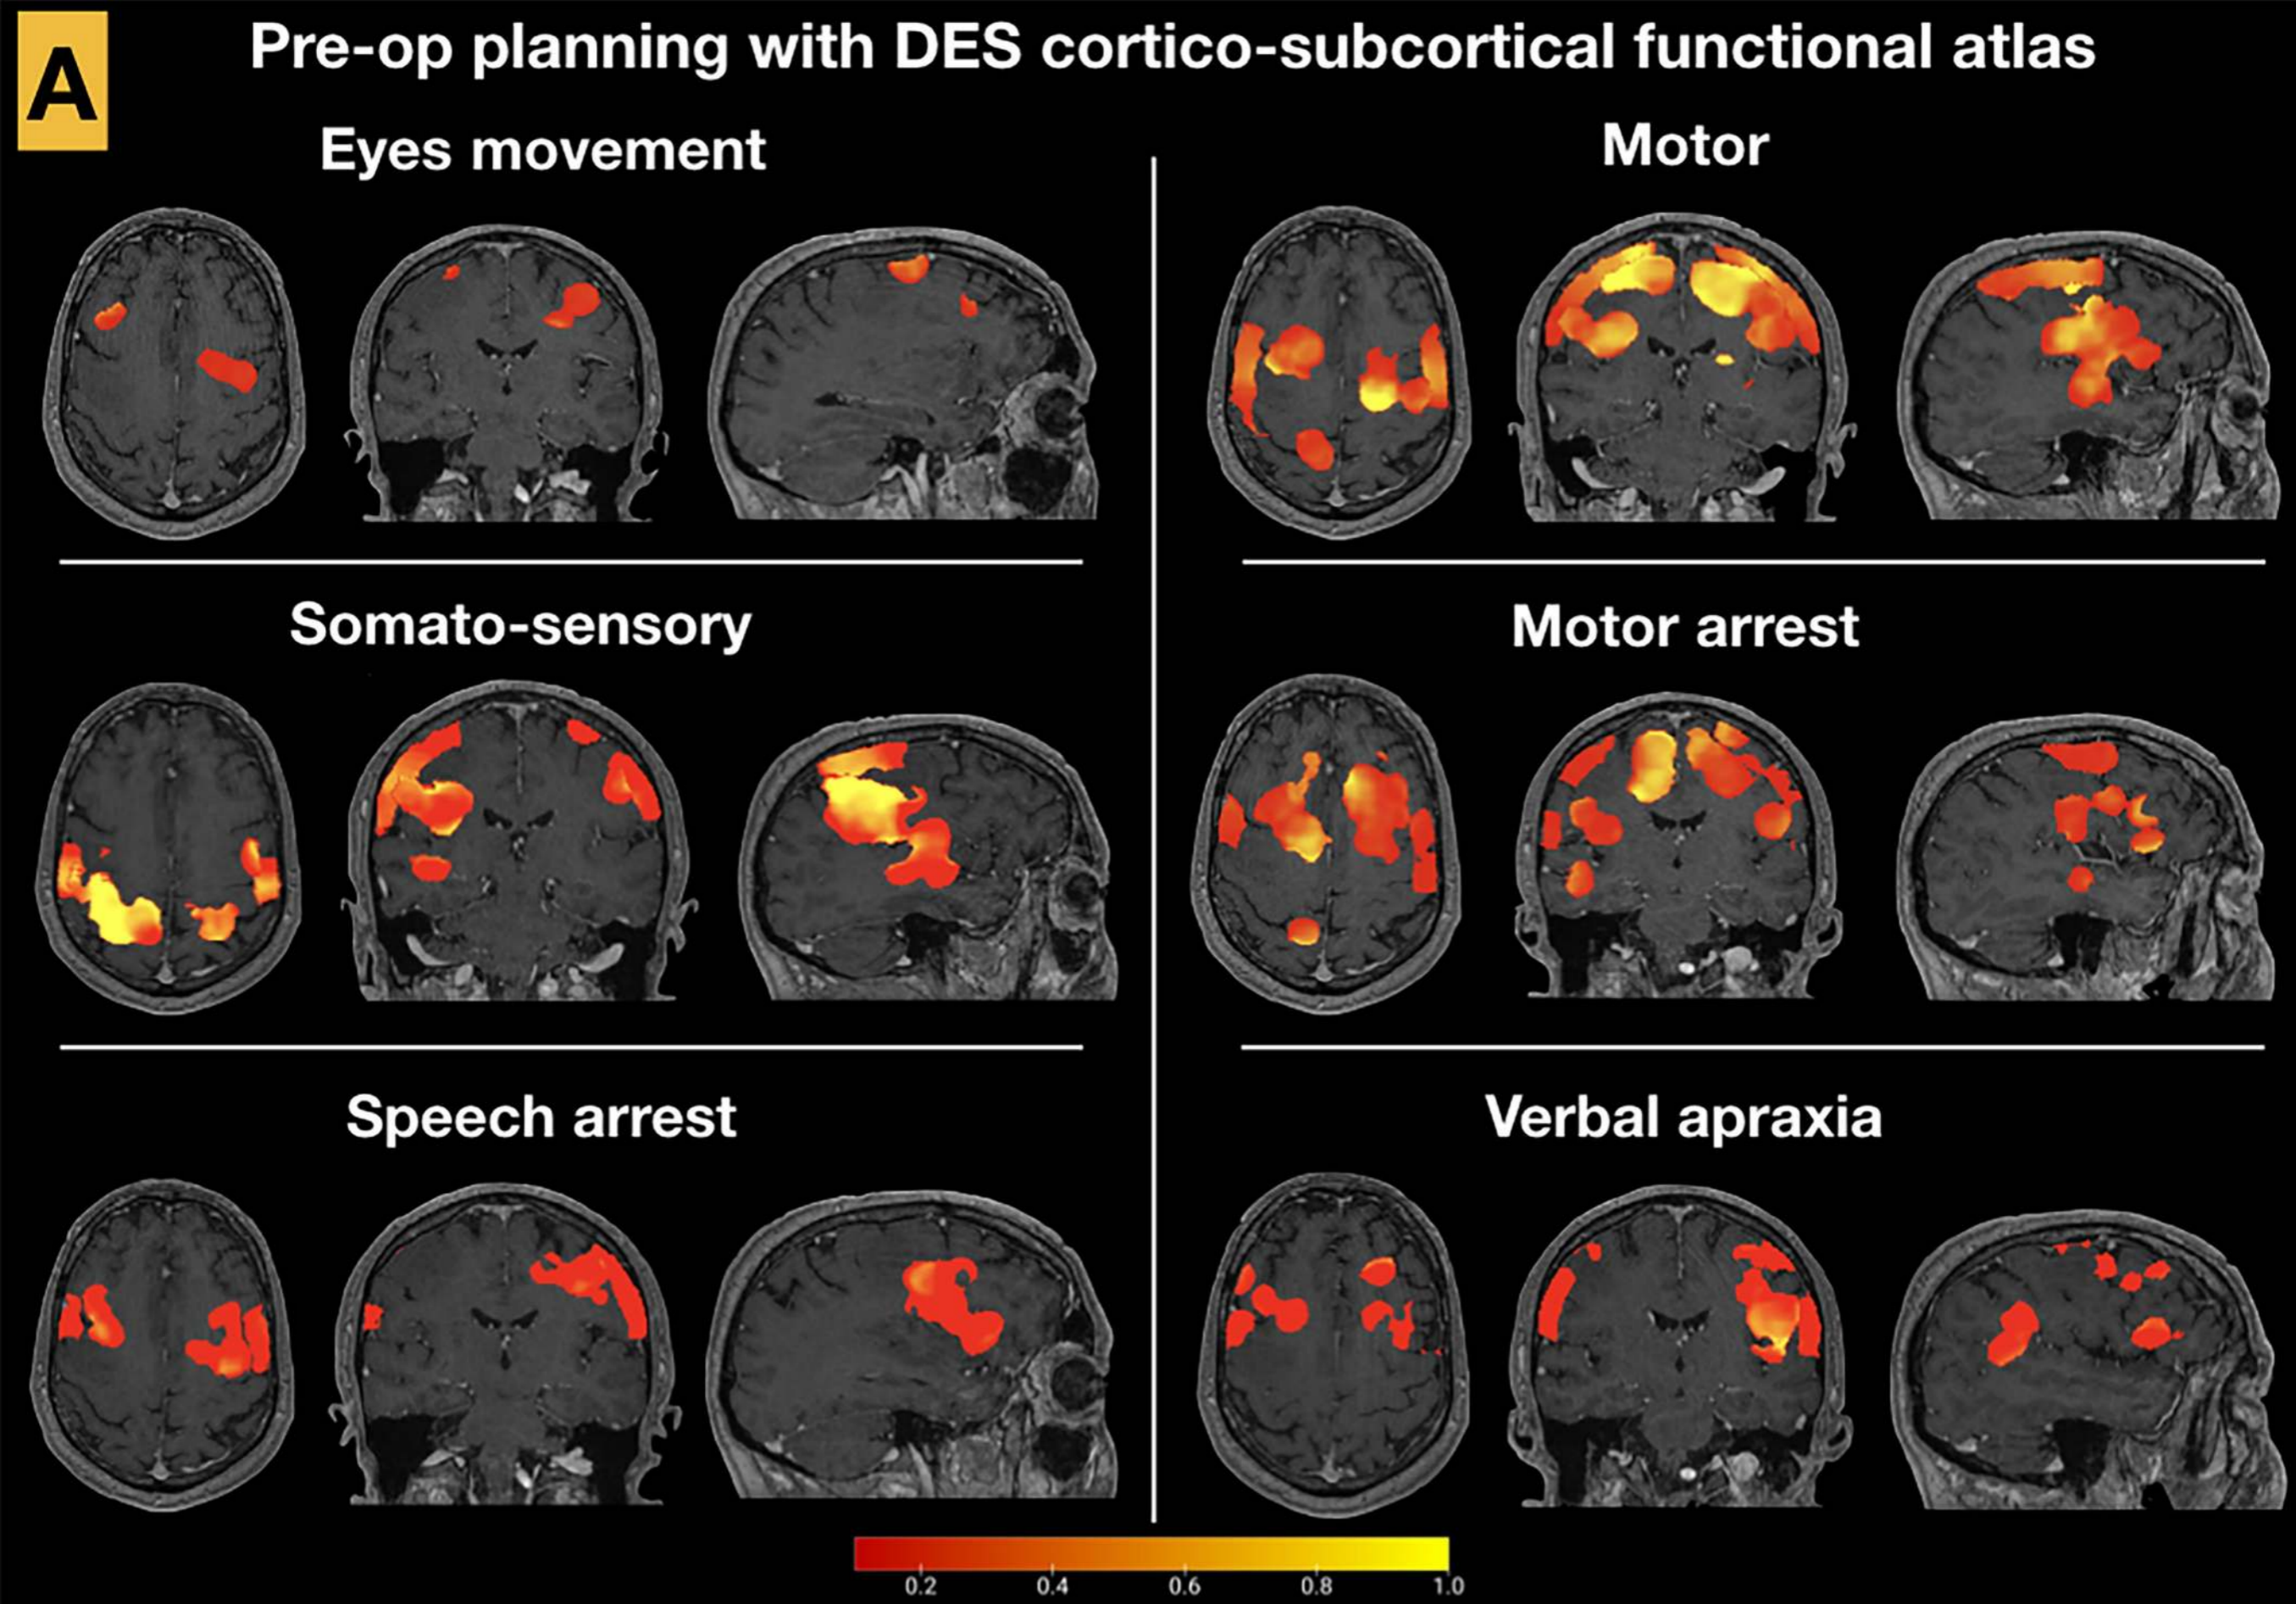 A
Pre-op planning with DES cortico-subcortical functional atlas
Eyes movement
Motor
Somato-sensory
Motor arrest
Speech arrest
Verbal apraxia
0.2 0.4 0.6 0.8 1.0